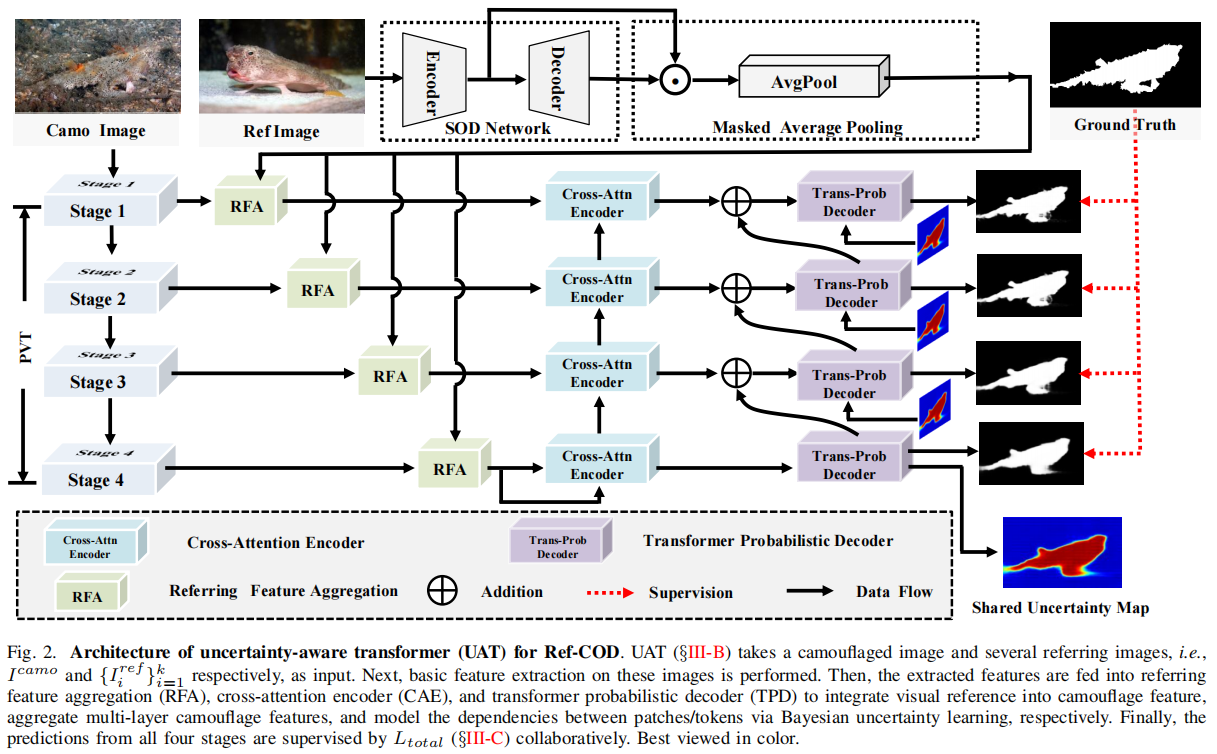 Camo Image
Ref Image
Encoder
Decoder
SOD Network
AvgPool
Masked Average Pooling
Ground Truth
Stage 1
Stage 1
RFA
Cross-Attn
Encoder
Trans-Prob
Decoder
Stage 2
Stage 2
RFA
Cross-Attn
Encoder
Trans-Prob
Decoder
PVT
Stage 3
Stage 3
RFA
Cross-Attn
Encoder
Trans-Prob
Decoder
Stage 4
Stage 4
RFA
Cross-Attn
Encoder
Trans-Prob
Decoder
Cross-Attn
Encoder
Cross-Attention Encoder
Trans-Prob
Decoder
Transformer Probabilistic Decoder
RFA
Referring Feature Aggregation
Addition
Supervision
Data Flow
Shared Uncertainty Map
Fig. 2. Architecture of uncertainty-aware transformer (UAT) for Ref-COD. UAT (§III-B) takes a camouflaged image and several referring images, i.e.,
I^{camo} and {I_i^{ref}}_{i=1}^k respectively, as input. Next, basic feature extraction on these images is performed. Then, the extracted features are fed into referring
feature aggregation (RFA), cross-attention encoder (CAE), and transformer probabilistic decoder (TPD) to integrate visual reference into camouflage feature,
aggregate multi-layer camouflage features, and model the dependencies between patches/tokens via Bayesian uncertainty learning, respectively. Finally, the
predictions from all four stages are supervised by L_{total} (§III-C) collaboratively. Best viewed in color.